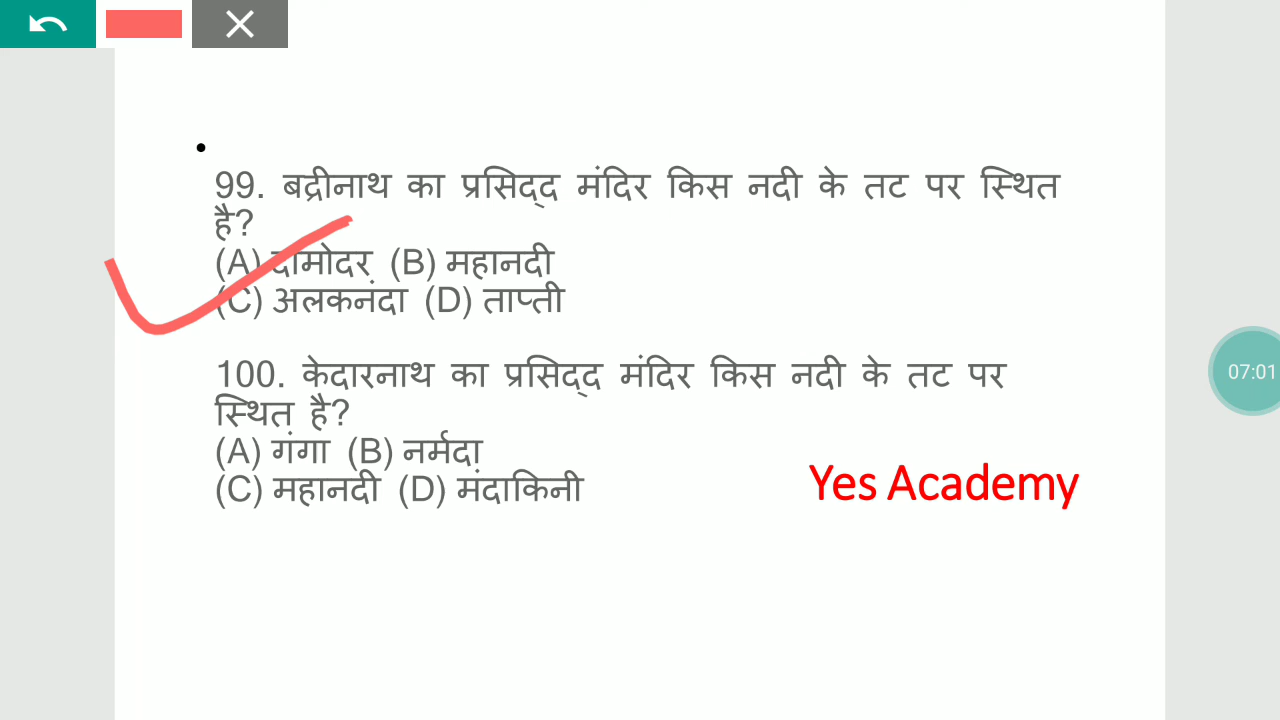 99. बद्रीनाथ का प्रसिद्द मंदिर किस नदी के तट पर स्थित
है?
(A) दामोदर (B) महानदी
(C) अलकनंदा (D) ताप्ती
100. केदारनाथ का प्रसिद्द मंदिर किस नदी के तट पर
स्थित है?
(A) गंगा (B) नर्मदा
(C) महानदी (D) मंदाकिनी
Yes Academy
07:01